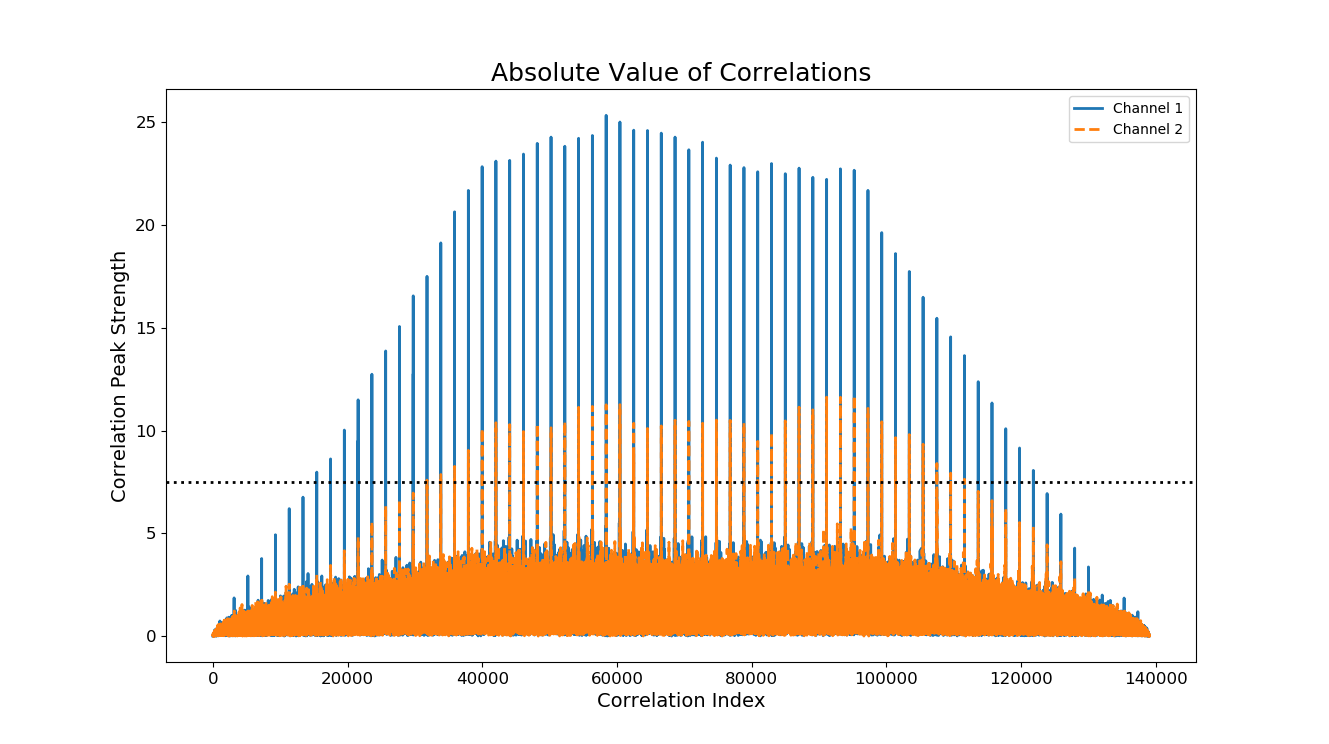 Absolute Value of Correlations
Channel 1
Channel 2
Correlation Peak Strength
25
20
15
10
5
0
0 20000 40000 60000 80000 100000 120000 140000
Correlation Index